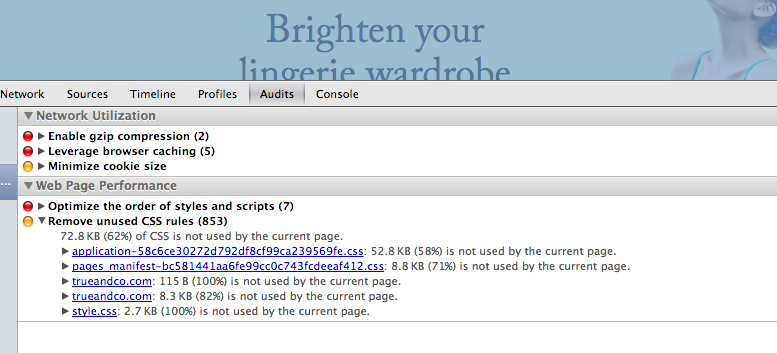 Brighten your
lingerie wardrobe
Network Sources Timeline Profiles Audits Console
Network Utilization
Enable gzip compression (2)
Leverage browser caching (5)
Minimize cookie size
...
Web Page Performance
Optimize the order of styles and scripts (7)
Remove unused CSS rules (853)
72.8 KB (62%) of CSS is not used by the current page.
application-58c6ce30272d792df8cf99ca239569fe.css: 52.8 KB (58%) is not used by the current page.
pages_manifest-bc581441aa6fe99cc0c743fcdeeaf412.css: 8.8 KB (71%) is not used by the current page.
trueandco.com: 115 B (100%) is not used by the current page.
trueandco.com: 8.3 KB (82%) is not used by the current page.
style.css: 2.7 KB (100%) is not used by the current page.